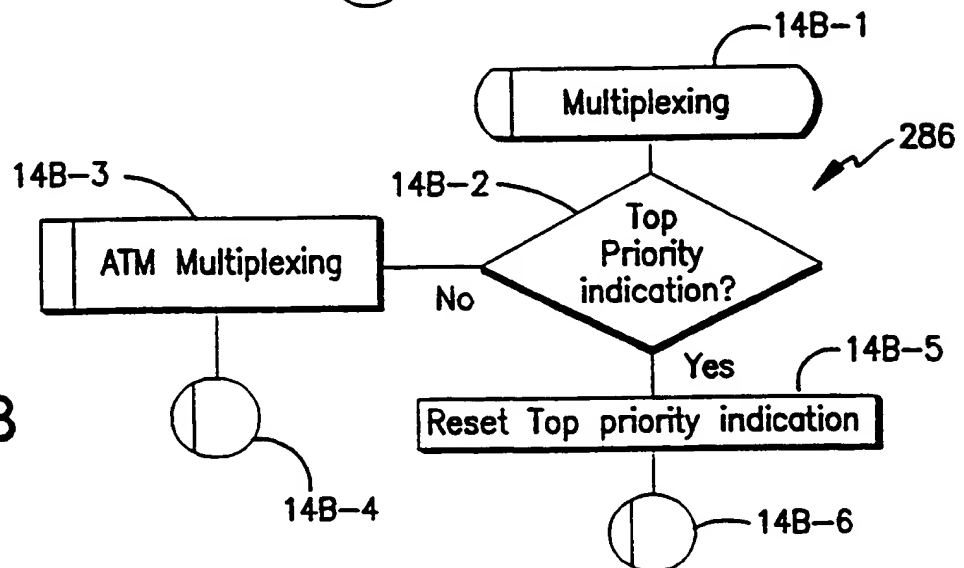 14B-1
Multiplexing
286
14B-3
14B-2
Top
Priority
indication?
ATM Multiplexing
No
Yes
14B-5
Reset Top priority indication
B
14B-4
14B-6